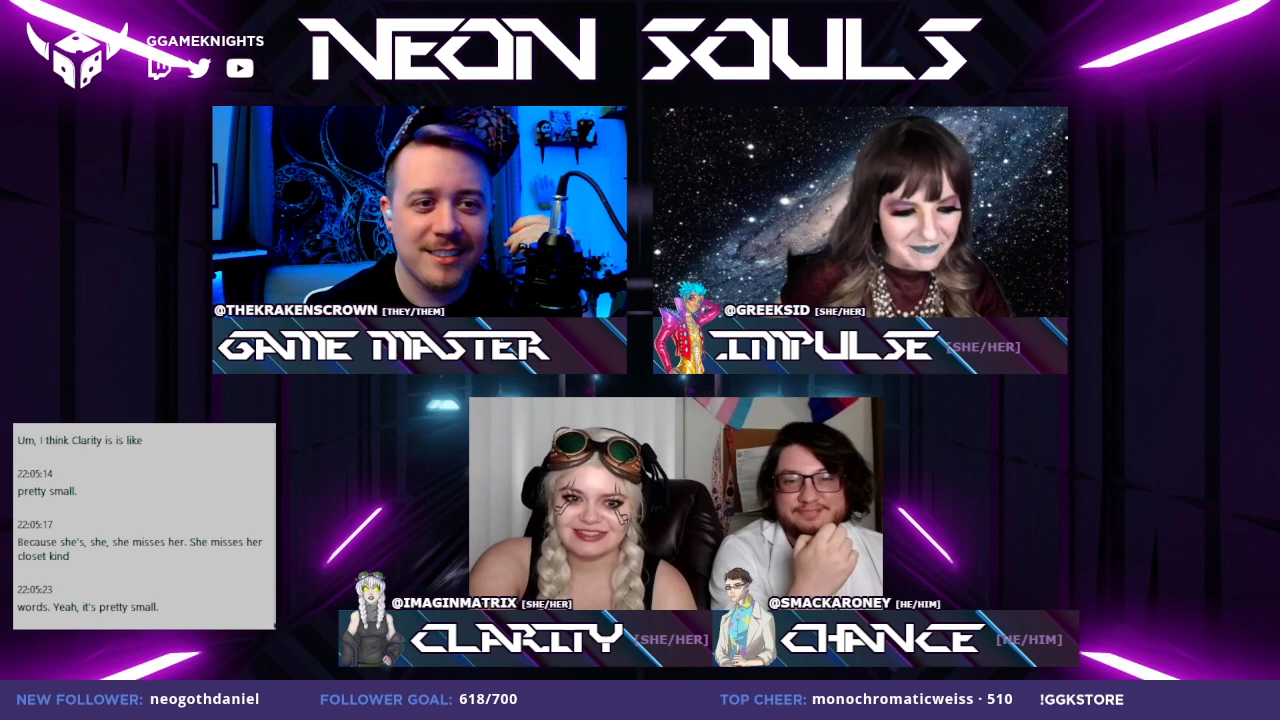 GGAMEKNIGHTS
NEON SOULS
@THEKRAKENSCROWN [THEY/THEM]
GAME MASTER
@GREEKSID [SHE/HER]
IMPULSE [SHE/HER]
Um, I think Clarity is is like
22:05:14
pretty small.
22:05:17
Because she's, she, she misses her. She misses her
closet kind
22:05:23
words. Yeah, it's pretty small.
@IMAGINMATRIX [SHE/HER]
CLARITY [SHE/HER]
@SMACKARONEY [HE/HIM]
CHANCE [HE/HIM]
NEW FOLLOWER: neogothdaniel FOLLOWER GOAL: 618/700 TOP CHEER: monochromaticweiss · 510 !GGKSTORE